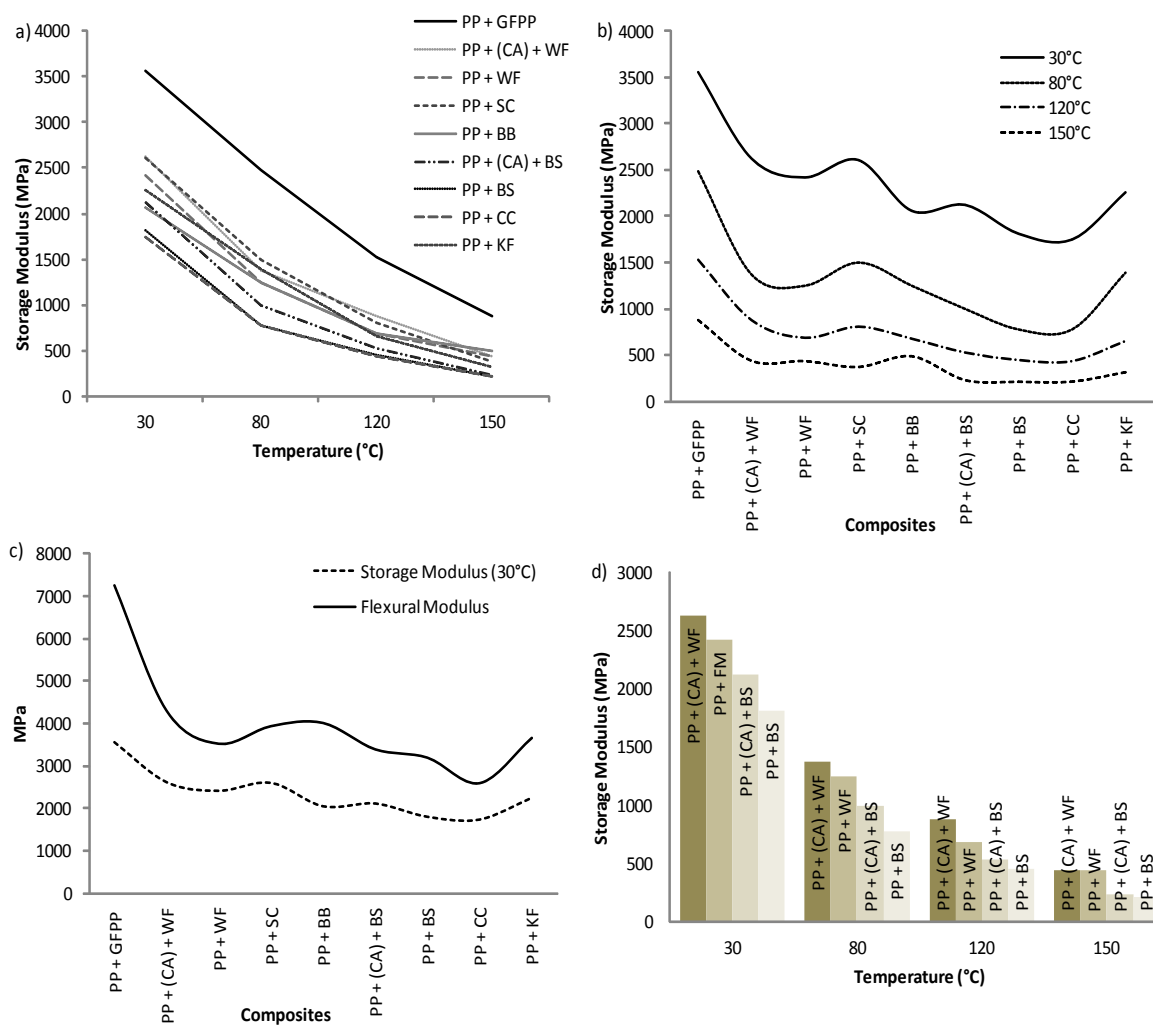 a)
4000
3500
3000
2500
2000
1500
1000
500
0
Storage Modulus (MPa)
30
80
120
150
Temperature (°C)
PP + GFPP
PP + (CA) + WF
PP + WF
PP + SC
PP + BB
PP + (CA) + BS
PP + BS
PP + CC
PP + KF
b)
4000
3500
3000
2500
2000
1500
1000
500
0
Storage Modulus (MPa)
30°C
80°C
120°C
150°C
PP + GFPP
PP + (CA) + WF
PP + WF
PP + SC
PP + BB
PP + (CA) + BS
PP + BS
PP + CC
PP + KF
Composites
c)
8000
7000
6000
5000
4000
3000
2000
1000
0
MPa
Storage Modulus (30°C)
Flexural Modulus
PP + GFPP
PP + (CA) + WF
PP + WF
PP + SC
PP + BB
PP + (CA) + BS
PP + BS
PP + CC
PP + KF
Composites
d)
3000
2500
2000
1500
1000
500
0
Storage Modulus (MPa)
PP + (CA) + WF
PP + FM
PP + (CA) + BS
PP + BS
PP + (CA) + WF
PP + WF
PP + (CA) + BS
PP + BS
PP + (CA) + WF
PP + WF
PP + (CA) + BS
PP + BS
PP + (CA) + WF
PP + WF
PP + (CA) + BS
PP + BS
30
80
120
150
Temperature (°C)